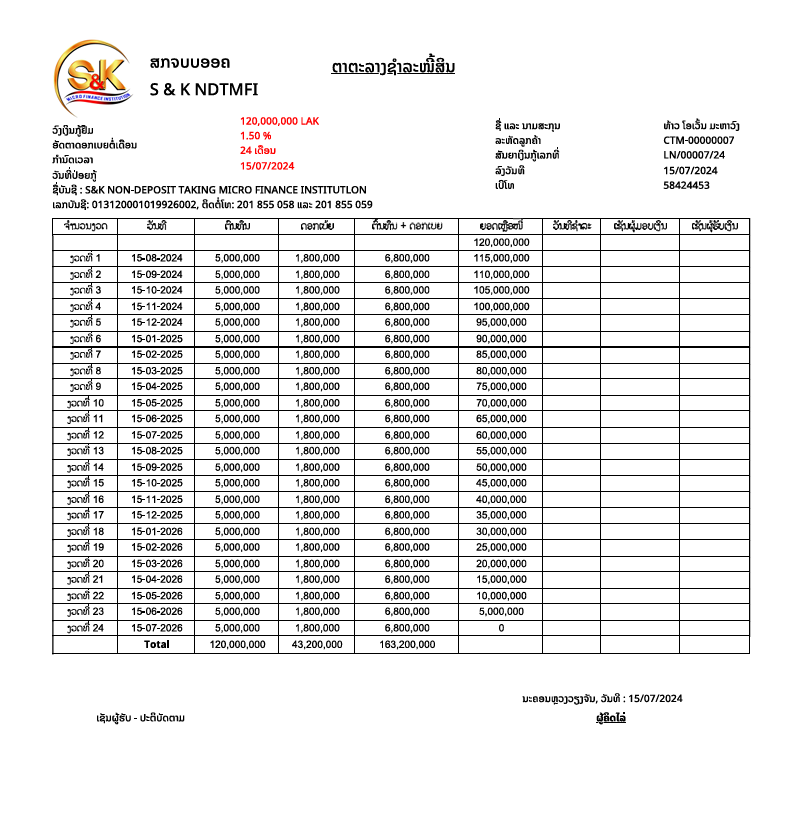 S&K
MICRO FINANCE INSTITUTION
ສກຈບບອອຄ
S & K NDTMFI
ຕາຕະລາງຊໍາລະໜີ້ສິນ
ວົງເງິນກູ້ຢືມ 120,000,000 LAK
ອັດຕາດອກເບຍຕໍ່ເດືອນ 1.50 %
ກໍານົດເວລາ 24 ເດືອນ
ວັນທີ່ປ່ອຍກູ້ 15/07/2024
ຊື່ ແລະ ນາມສະກຸນ ທ້າວ ໂອເວັ້ນ ມະຫາວົງ
ລະຫັດລູກຄ້າ CTM-00000007
ສັນຍາເງິນກູ້ເລກທີ່ LN/00007/24
ລົງວັນທີ 15/07/2024
ເບີໂທ 58424453
ຊື່ບັນຊີ : S&K NON-DEPOSIT TAKING MICRO FINANCE INSTITUTLON
ເລກບັນຊີ: 013120001019926002, ຕິດຕໍ່ໂທ: 201 855 058 ແລະ 201 855 059
ຈໍານວນງວດ ວັນທີ ຕົ້ນທຶນ ດອກເບ້ຍ ຕົ້ນທຶນ + ດອກເບຍ ຍອດເຫຼືອໜີ້ ວັນທີຊໍາລະ ເຊັນຜູ້ມອບເງິນ ເຊັນຜູ້ຮັບເງິນ
120,000,000
ງວດທີ່ 1 15-08-2024 5,000,000 1,800,000 6,800,000 115,000,000
ງວດທີ່ 2 15-09-2024 5,000,000 1,800,000 6,800,000 110,000,000
ງວດທີ່ 3 15-10-2024 5,000,000 1,800,000 6,800,000 105,000,000
ງວດທີ່ 4 15-11-2024 5,000,000 1,800,000 6,800,000 100,000,000
ງວດທີ່ 5 15-12-2024 5,000,000 1,800,000 6,800,000 95,000,000
ງວດທີ່ 6 15-01-2025 5,000,000 1,800,000 6,800,000 90,000,000
ງວດທີ່ 7 15-02-2025 5,000,000 1,800,000 6,800,000 85,000,000
ງວດທີ່ 8 15-03-2025 5,000,000 1,800,000 6,800,000 80,000,000
ງວດທີ່ 9 15-04-2025 5,000,000 1,800,000 6,800,000 75,000,000
ງວດທີ່ 10 15-05-2025 5,000,000 1,800,000 6,800,000 70,000,000
ງວດທີ່ 11 15-06-2025 5,000,000 1,800,000 6,800,000 65,000,000
ງວດທີ່ 12 15-07-2025 5,000,000 1,800,000 6,800,000 60,000,000
ງວດທີ່ 13 15-08-2025 5,000,000 1,800,000 6,800,000 55,000,000
ງວດທີ່ 14 15-09-2025 5,000,000 1,800,000 6,800,000 50,000,000
ງວດທີ່ 15 15-10-2025 5,000,000 1,800,000 6,800,000 45,000,000
ງວດທີ່ 16 15-11-2025 5,000,000 1,800,000 6,800,000 40,000,000
ງວດທີ່ 17 15-12-2025 5,000,000 1,800,000 6,800,000 35,000,000
ງວດທີ່ 18 15-01-2026 5,000,000 1,800,000 6,800,000 30,000,000
ງວດທີ່ 19 15-02-2026 5,000,000 1,800,000 6,800,000 25,000,000
ງວດທີ່ 20 15-03-2026 5,000,000 1,800,000 6,800,000 20,000,000
ງວດທີ່ 21 15-04-2026 5,000,000 1,800,000 6,800,000 15,000,000
ງວດທີ່ 22 15-05-2026 5,000,000 1,800,000 6,800,000 10,000,000
ງວດທີ່ 23 15-06-2026 5,000,000 1,800,000 6,800,000 5,000,000
ງວດທີ່ 24 15-07-2026 5,000,000 1,800,000 6,800,000 0
Total 120,000,000 43,200,000 163,200,000
ນະຄອນຫຼວງວຽງຈັນ, ວັນທີ : 15/07/2024
ເຊັນຜູ້ຮັບ - ປະຕິບັດຕາມ ຜູ້ຄິດໄລ່